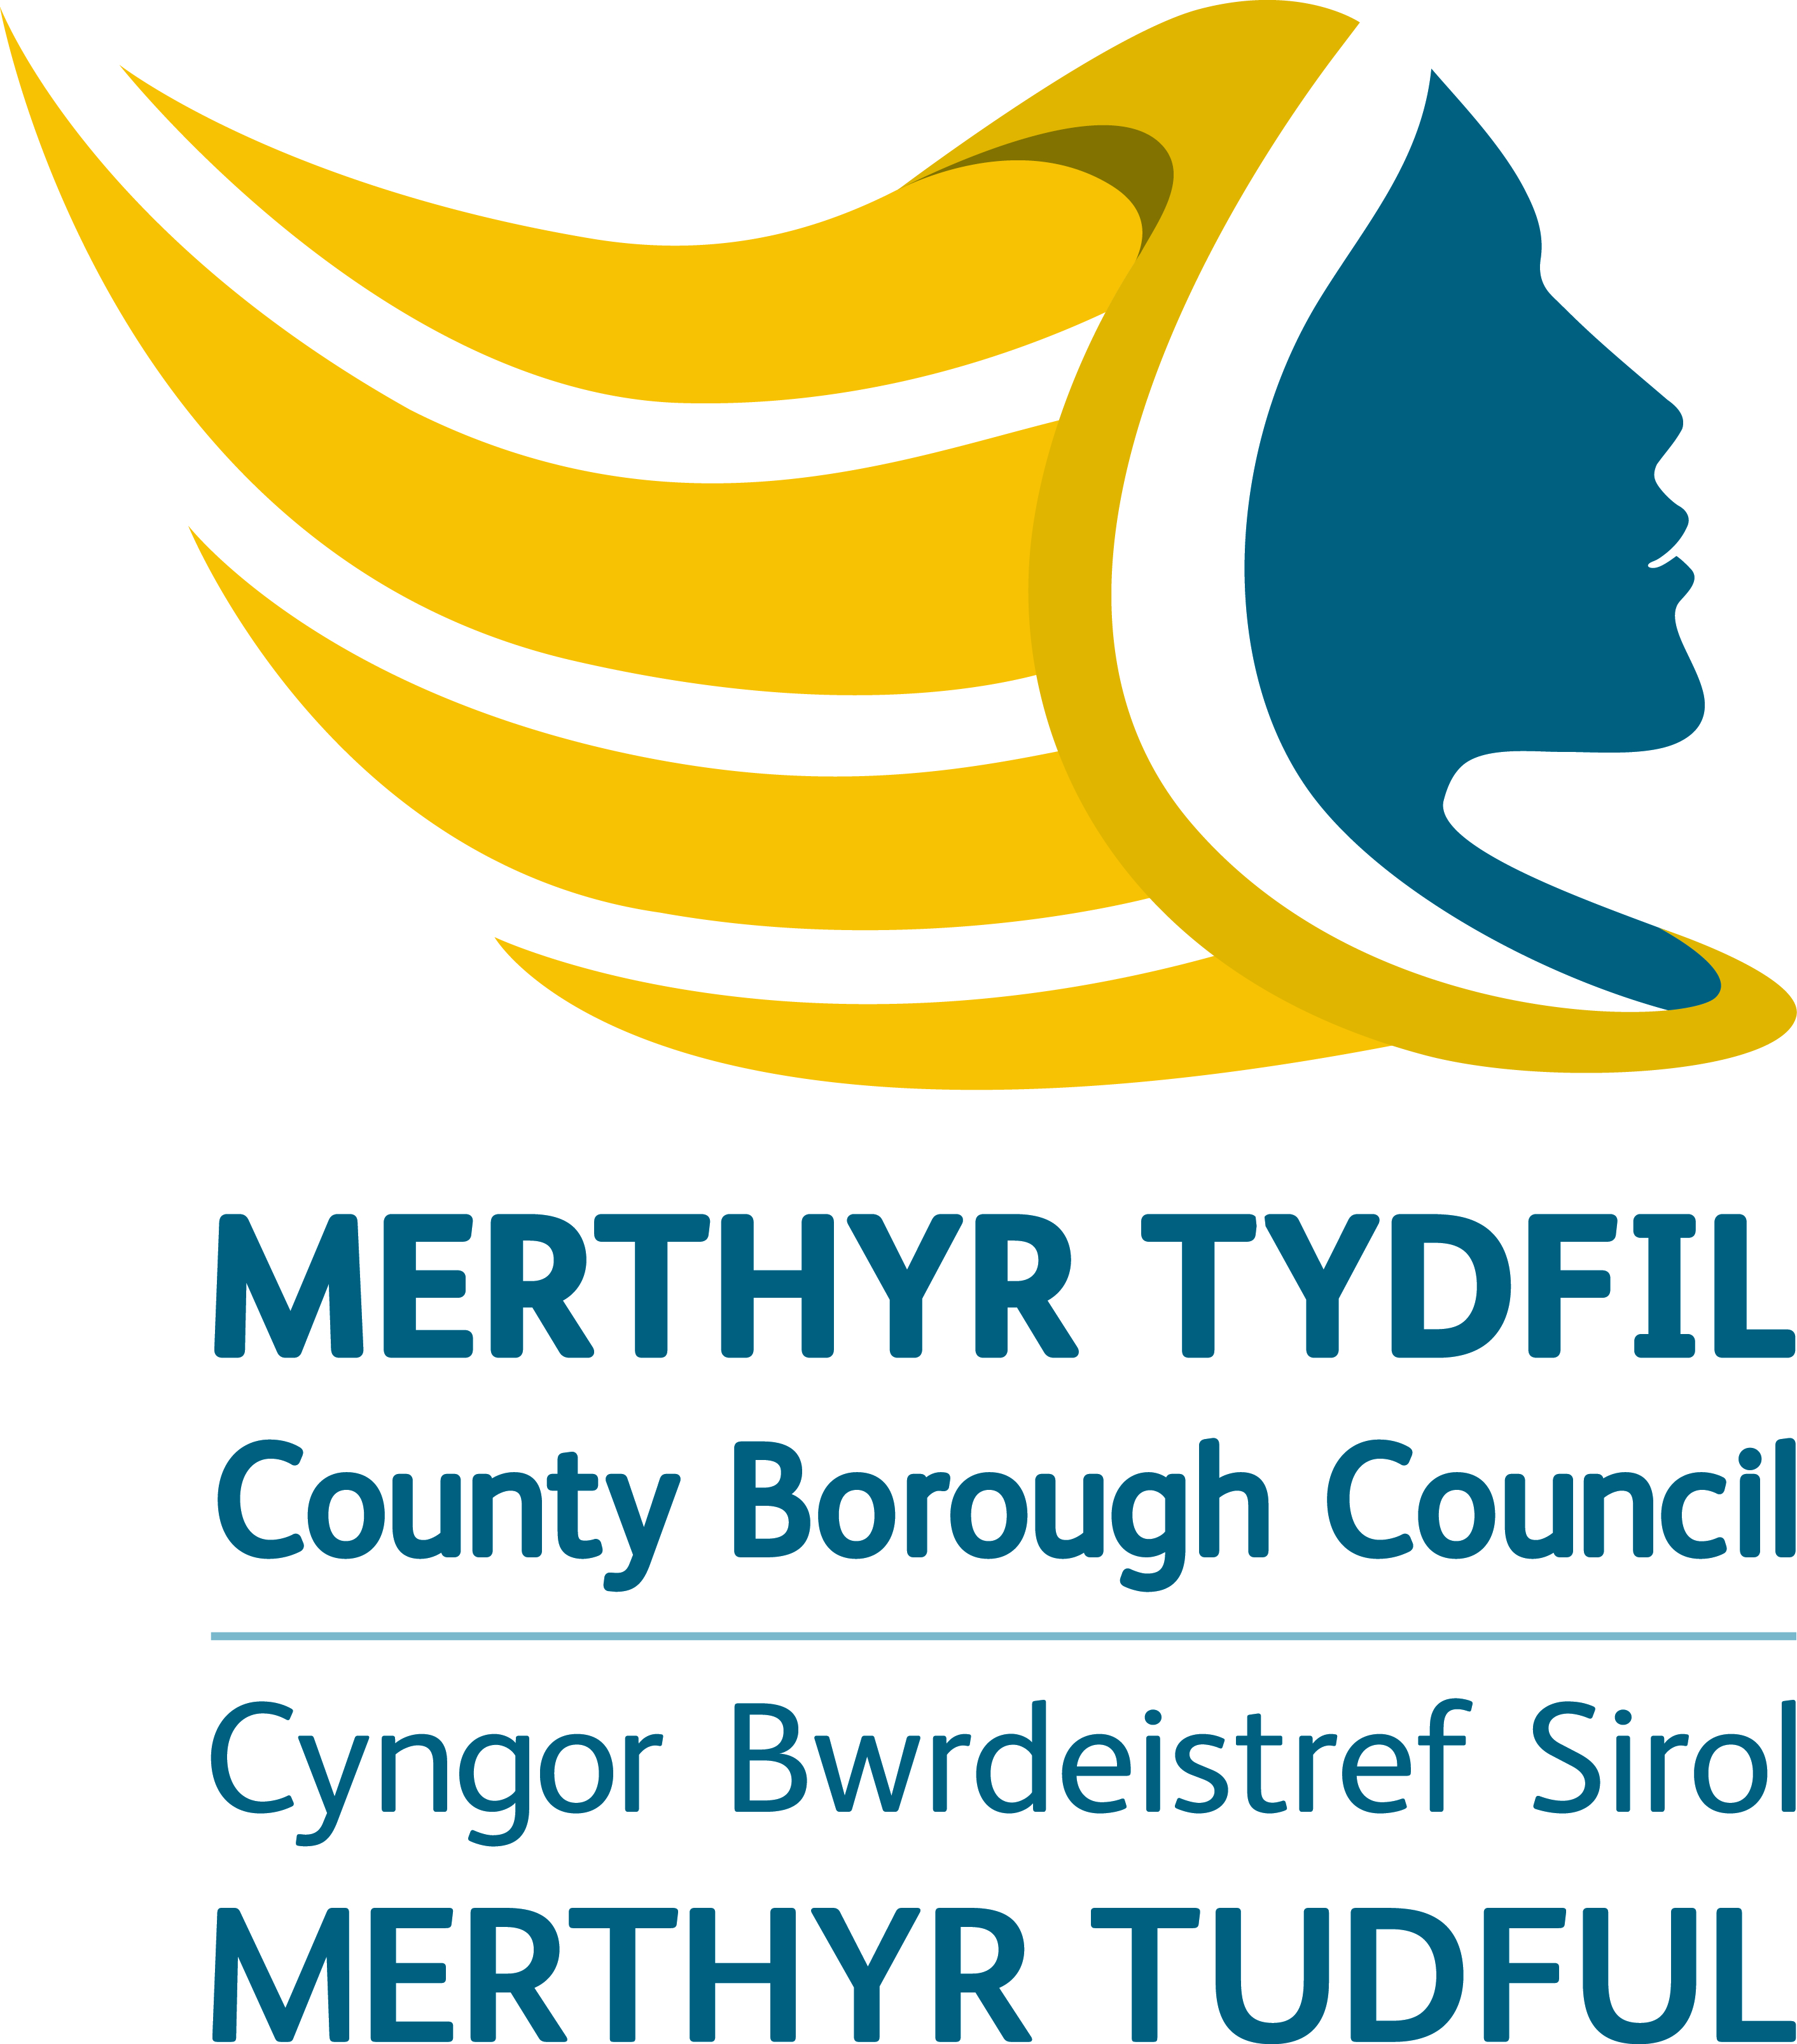 MERTHYR TYDFIL
County Borough Council
Cyngor Bwrdeistref Sirol
MERTHYR TUDFUL